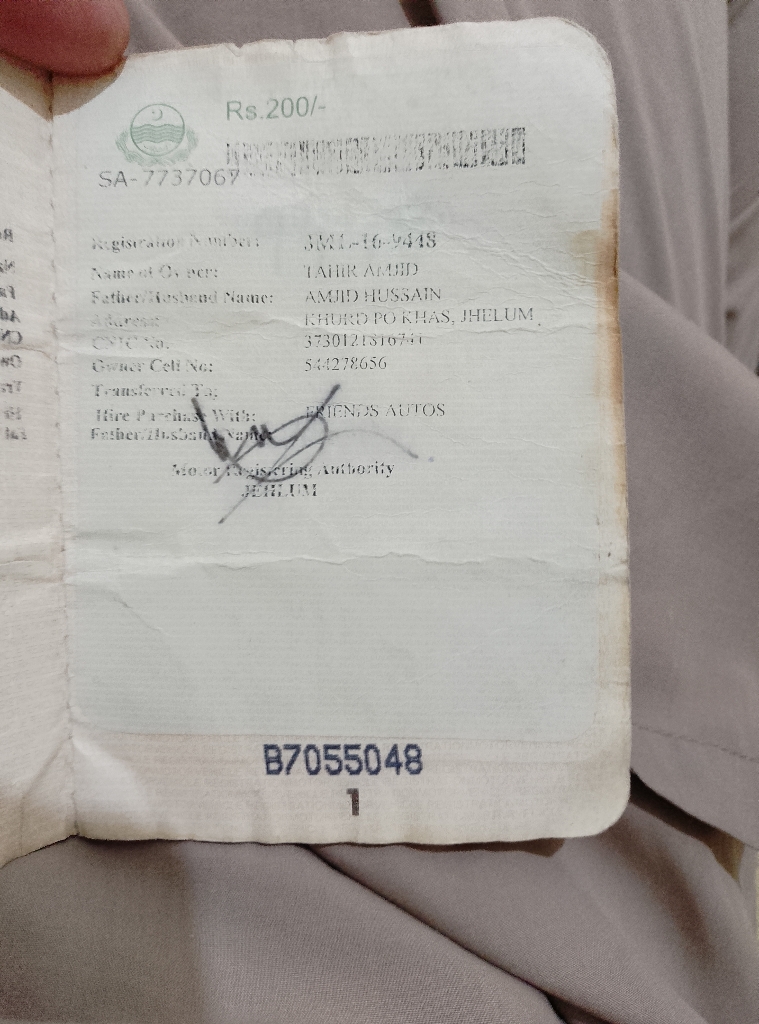 Rs.200/-
SA-7737067
Registration Number: JML-16-9448
Name of Owner: TAHIR AMJID
Father/Husband Name: AMJID HUSSAIN
Address: KHURD PO KHAS, JHELUM
CNIC No:
Owner Cell No: 544278656
Transferred To:
Hire Purchase With: FRIENDS AUTOS
Father/Husband Name:
Motor Registering Authority
JEHLUM
B7055048
1